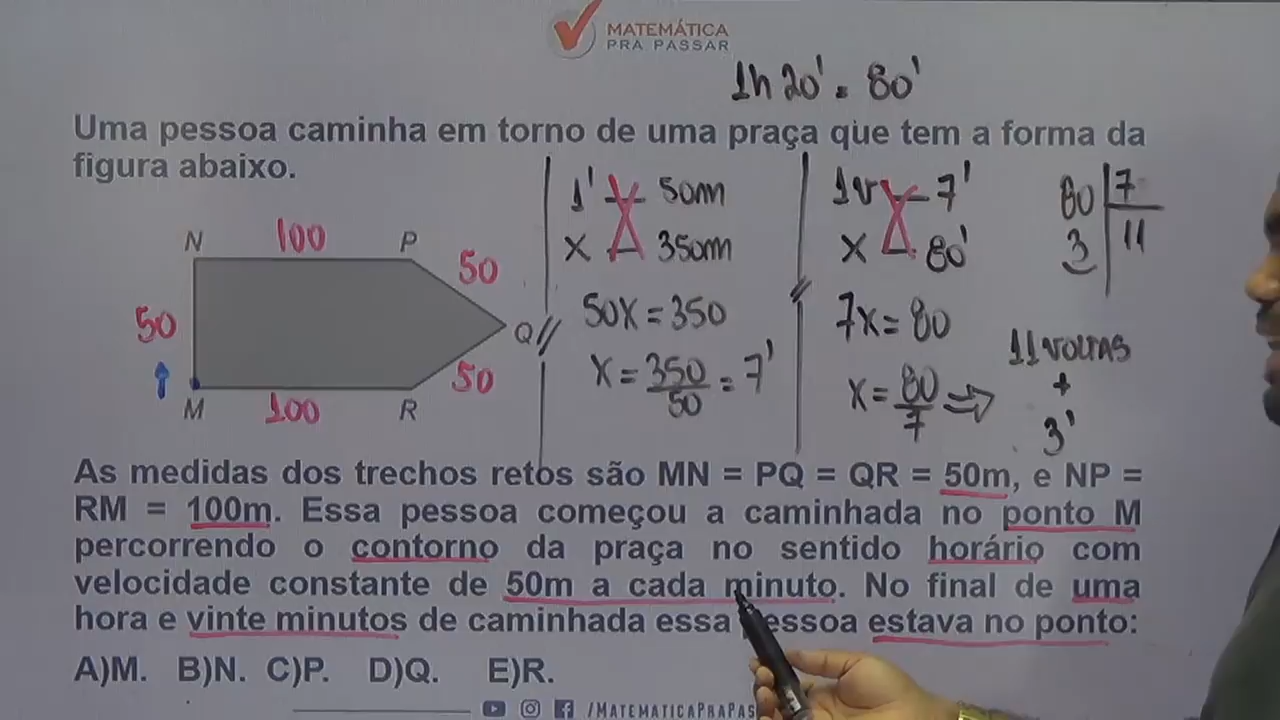 MATEMÁTICA
PRA PASSAR
1h 20' = 80'
Uma pessoa caminha em torno de uma praça que tem a forma da
figura abaixo.
N 100 P
50
50
Q
50
M 100 R
1' 50m
X 350m
50X = 350
X = 350/50 = 7'
1v 7'
X 80'
7X = 80
X = 80/7
80 7
3 11
11 VOLTAS
+
3'
As medidas dos trechos retos são MN = PQ = QR = 50m, e NP =
RM = 100m. Essa pessoa começou a caminhada no ponto M
percorrendo o contorno da praça no sentido horário com
velocidade constante de 50m a cada minuto. No final de uma
hora e vinte minutos de caminhada essa pessoa estava no ponto:
A)M. B)N. C)P. D)Q. E)R.
/MATEMATICAPRAPAS